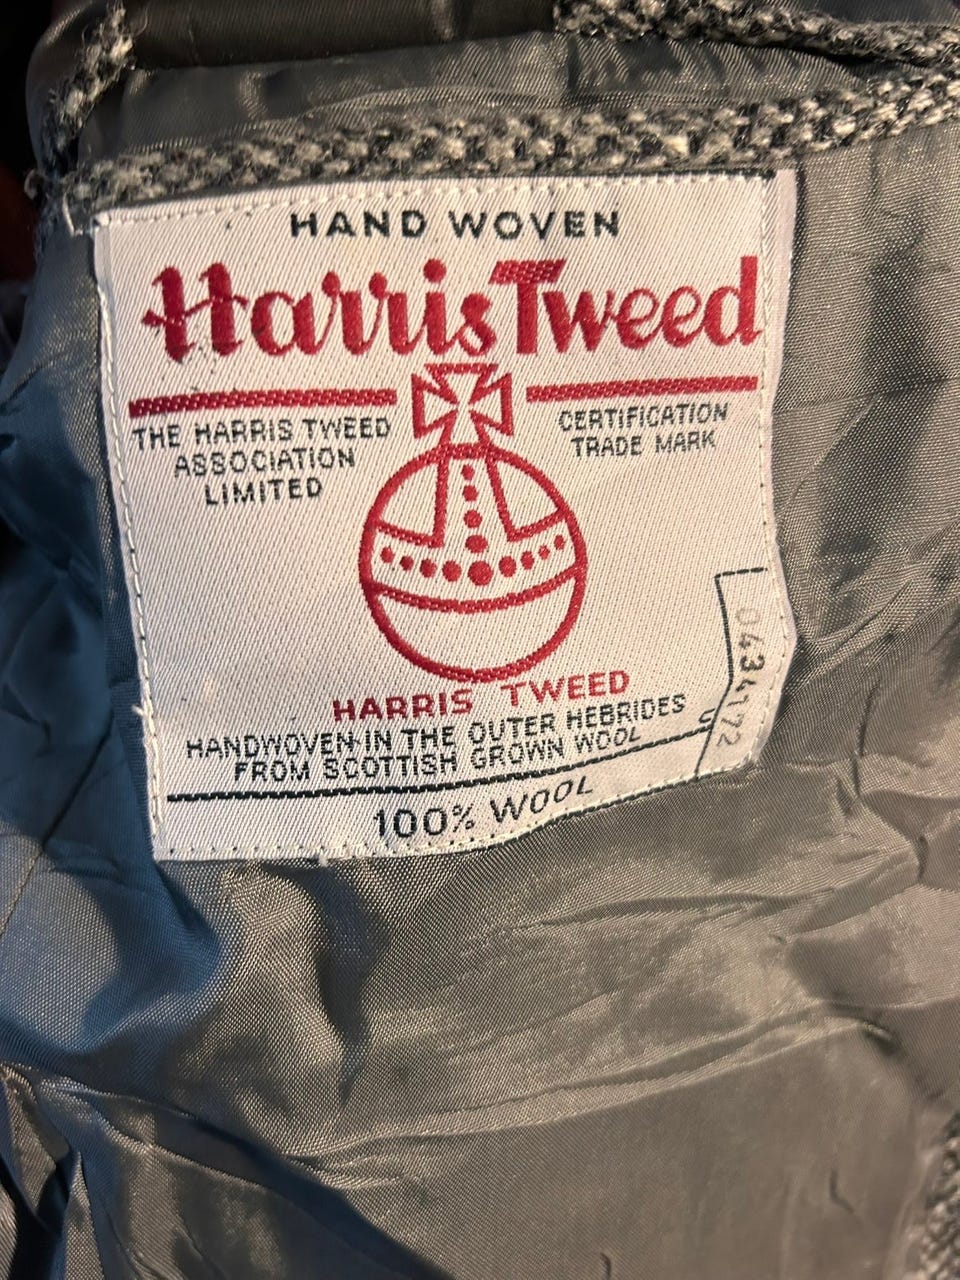 HAND WOVEN
Harris Tweed
THE HARRIS TWEED
ASSOCIATION
LIMITED
CERTIFICATION
TRADE MARK
HARRIS TWEED
HANDWOVEN IN THE OUTER HEBRIDES
FROM SCOTTISH GROWN WOOL
100% WOOL